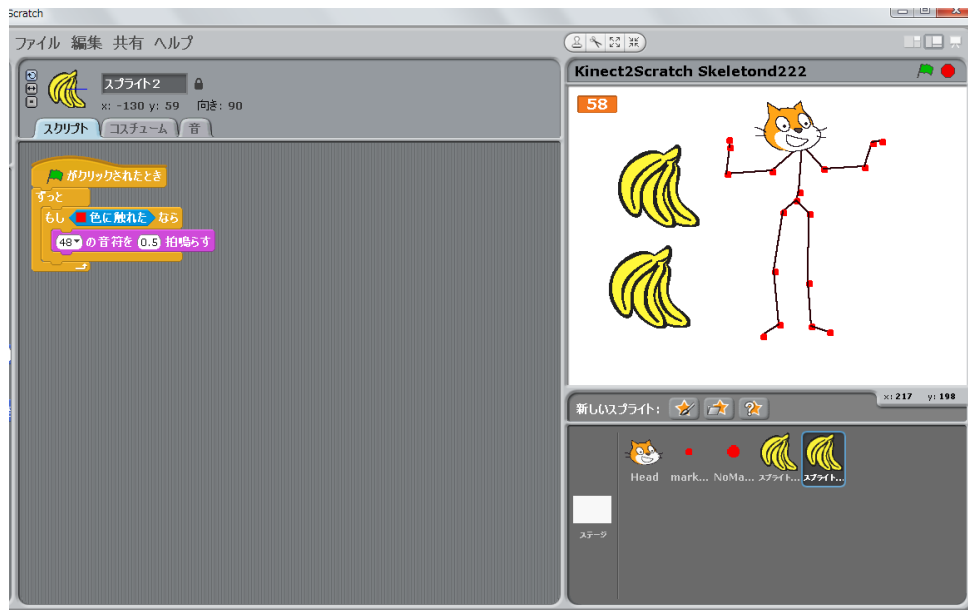 Scratch
ファイル 編集 共有 ヘルプ
スプライト2
x: -130 y: 59 向き: 90
スクリプト コスチューム 音
がクリックされたとき
ずっと
もし 色に触れた なら
48 の音符を 0.5 拍鳴らす
Kinect2Scratch Skeletond222
58
x: 217 y: 198
新しいスプライト:
Head mark... NoMa... スプライト... スプライト...
ステージ